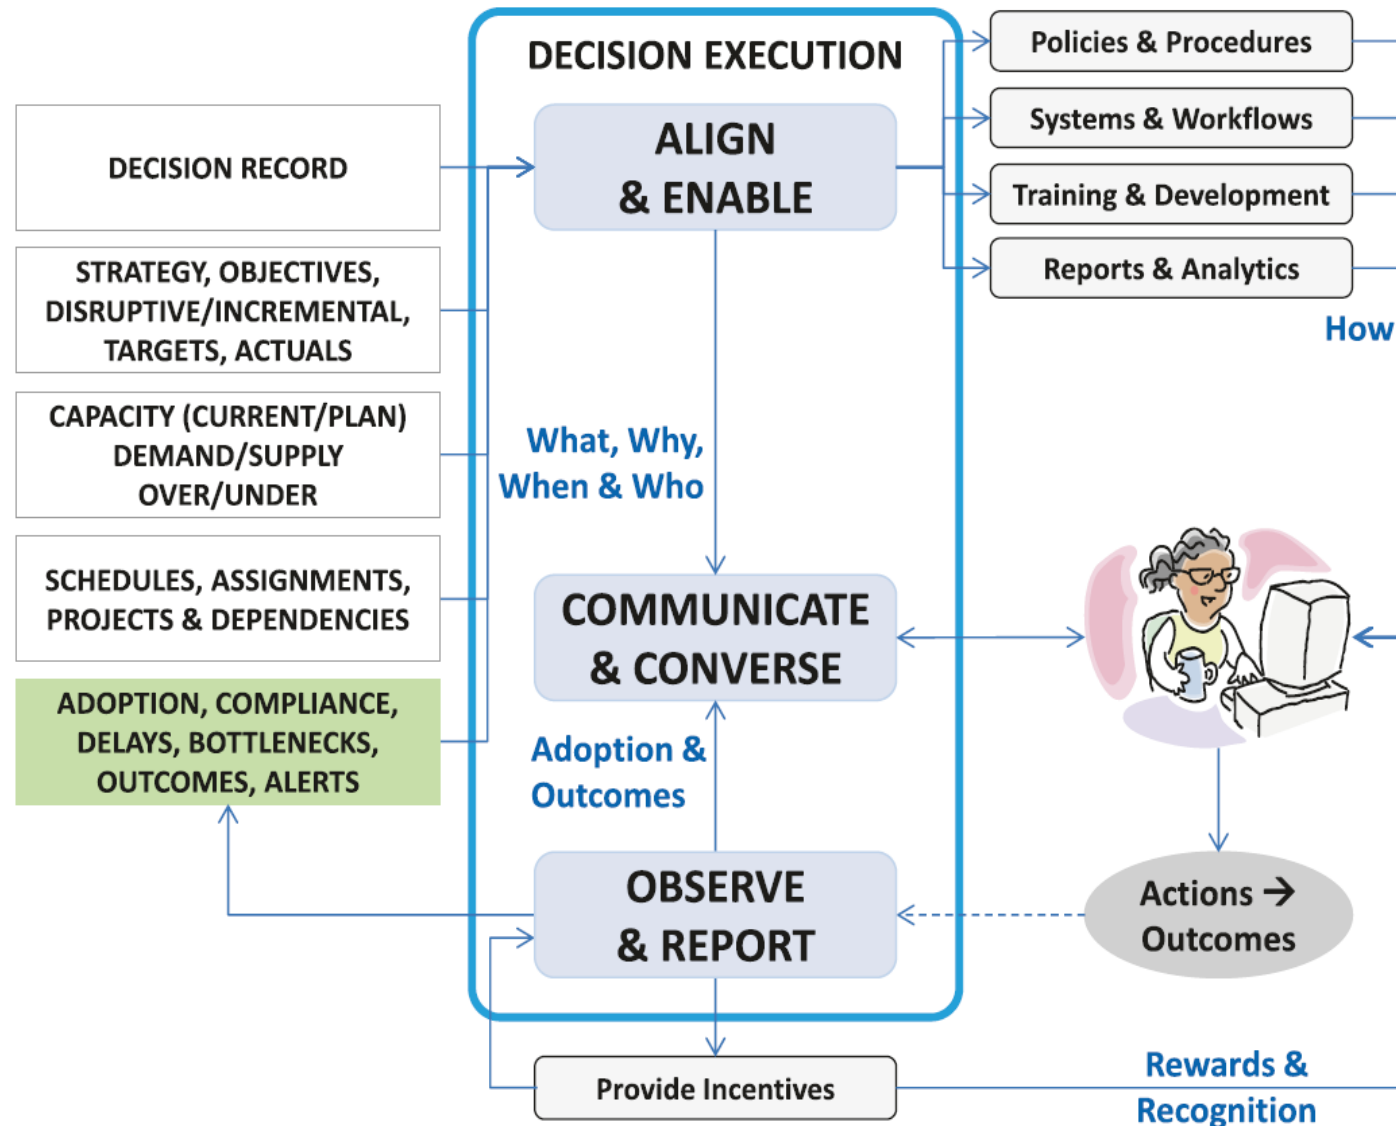 DECISION EXECUTION
DECISION RECORD
STRATEGY, OBJECTIVES,
DISRUPTIVE/INCREMENTAL,
TARGETS, ACTUALS
CAPACITY (CURRENT/PLAN)
DEMAND/SUPPLY
OVER/UNDER
SCHEDULES, ASSIGNMENTS,
PROJECTS & DEPENDENCIES
ADOPTION, COMPLIANCE,
DELAYS, BOTTLENECKS,
OUTCOMES, ALERTS
ALIGN
& ENABLE
What, Why,
When & Who
COMMUNICATE
& CONVERSE
Adoption &
Outcomes
OBSERVE
& REPORT
Provide Incentives
Policies & Procedures
Systems & Workflows
Training & Development
Reports & Analytics
How
Actions →
Outcomes
Rewards &
Recognition